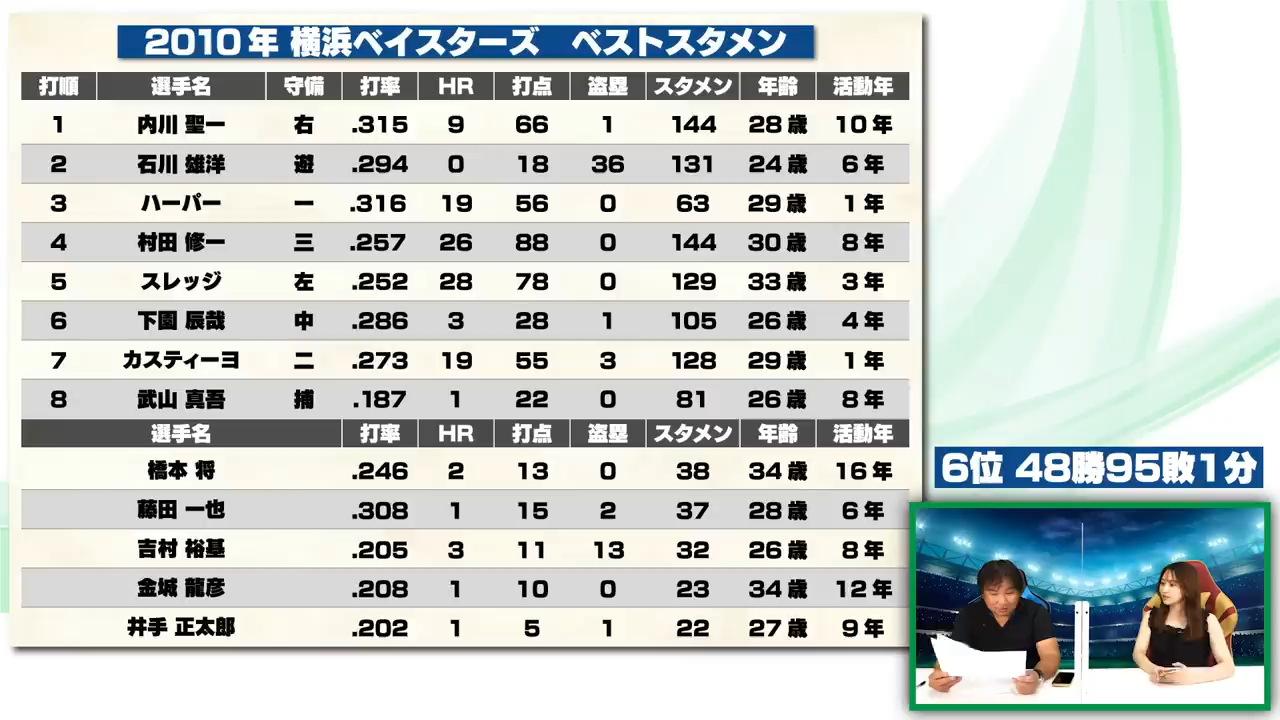 2010年 横浜ベイスターズ　ベストスタメン
打順 選手名 守備 打率 HR 打点 盗塁 スタメン 年齢 活動年
1 内川 聖一 右 .315 9 66 1 144 28歳 10年
2 石川 雄洋 遊 .294 0 18 36 131 24歳 6年
3 ハーパー 一 .316 19 56 0 63 29歳 1年
4 村田 修一 三 .257 26 88 0 144 30歳 8年
5 スレッジ 左 .252 28 78 0 129 33歳 3年
6 下園 辰哉 中 .286 3 28 1 105 26歳 4年
7 カスティーヨ 二 .273 19 55 3 128 29歳 1年
8 武山 真吾 捕 .187 1 22 0 81 26歳 8年
選手名 打率 HR 打点 盗塁 スタメン 年齢 活動年
橋本 将 .246 2 13 0 38 34歳 16年
藤田 一也 .308 1 15 2 37 28歳 6年
吉村 裕基 .205 3 11 13 32 26歳 8年
金城 龍彦 .208 1 10 0 23 34歳 12年
井手 正太郎 .202 1 5 1 22 27歳 9年
6位 48勝95敗1分